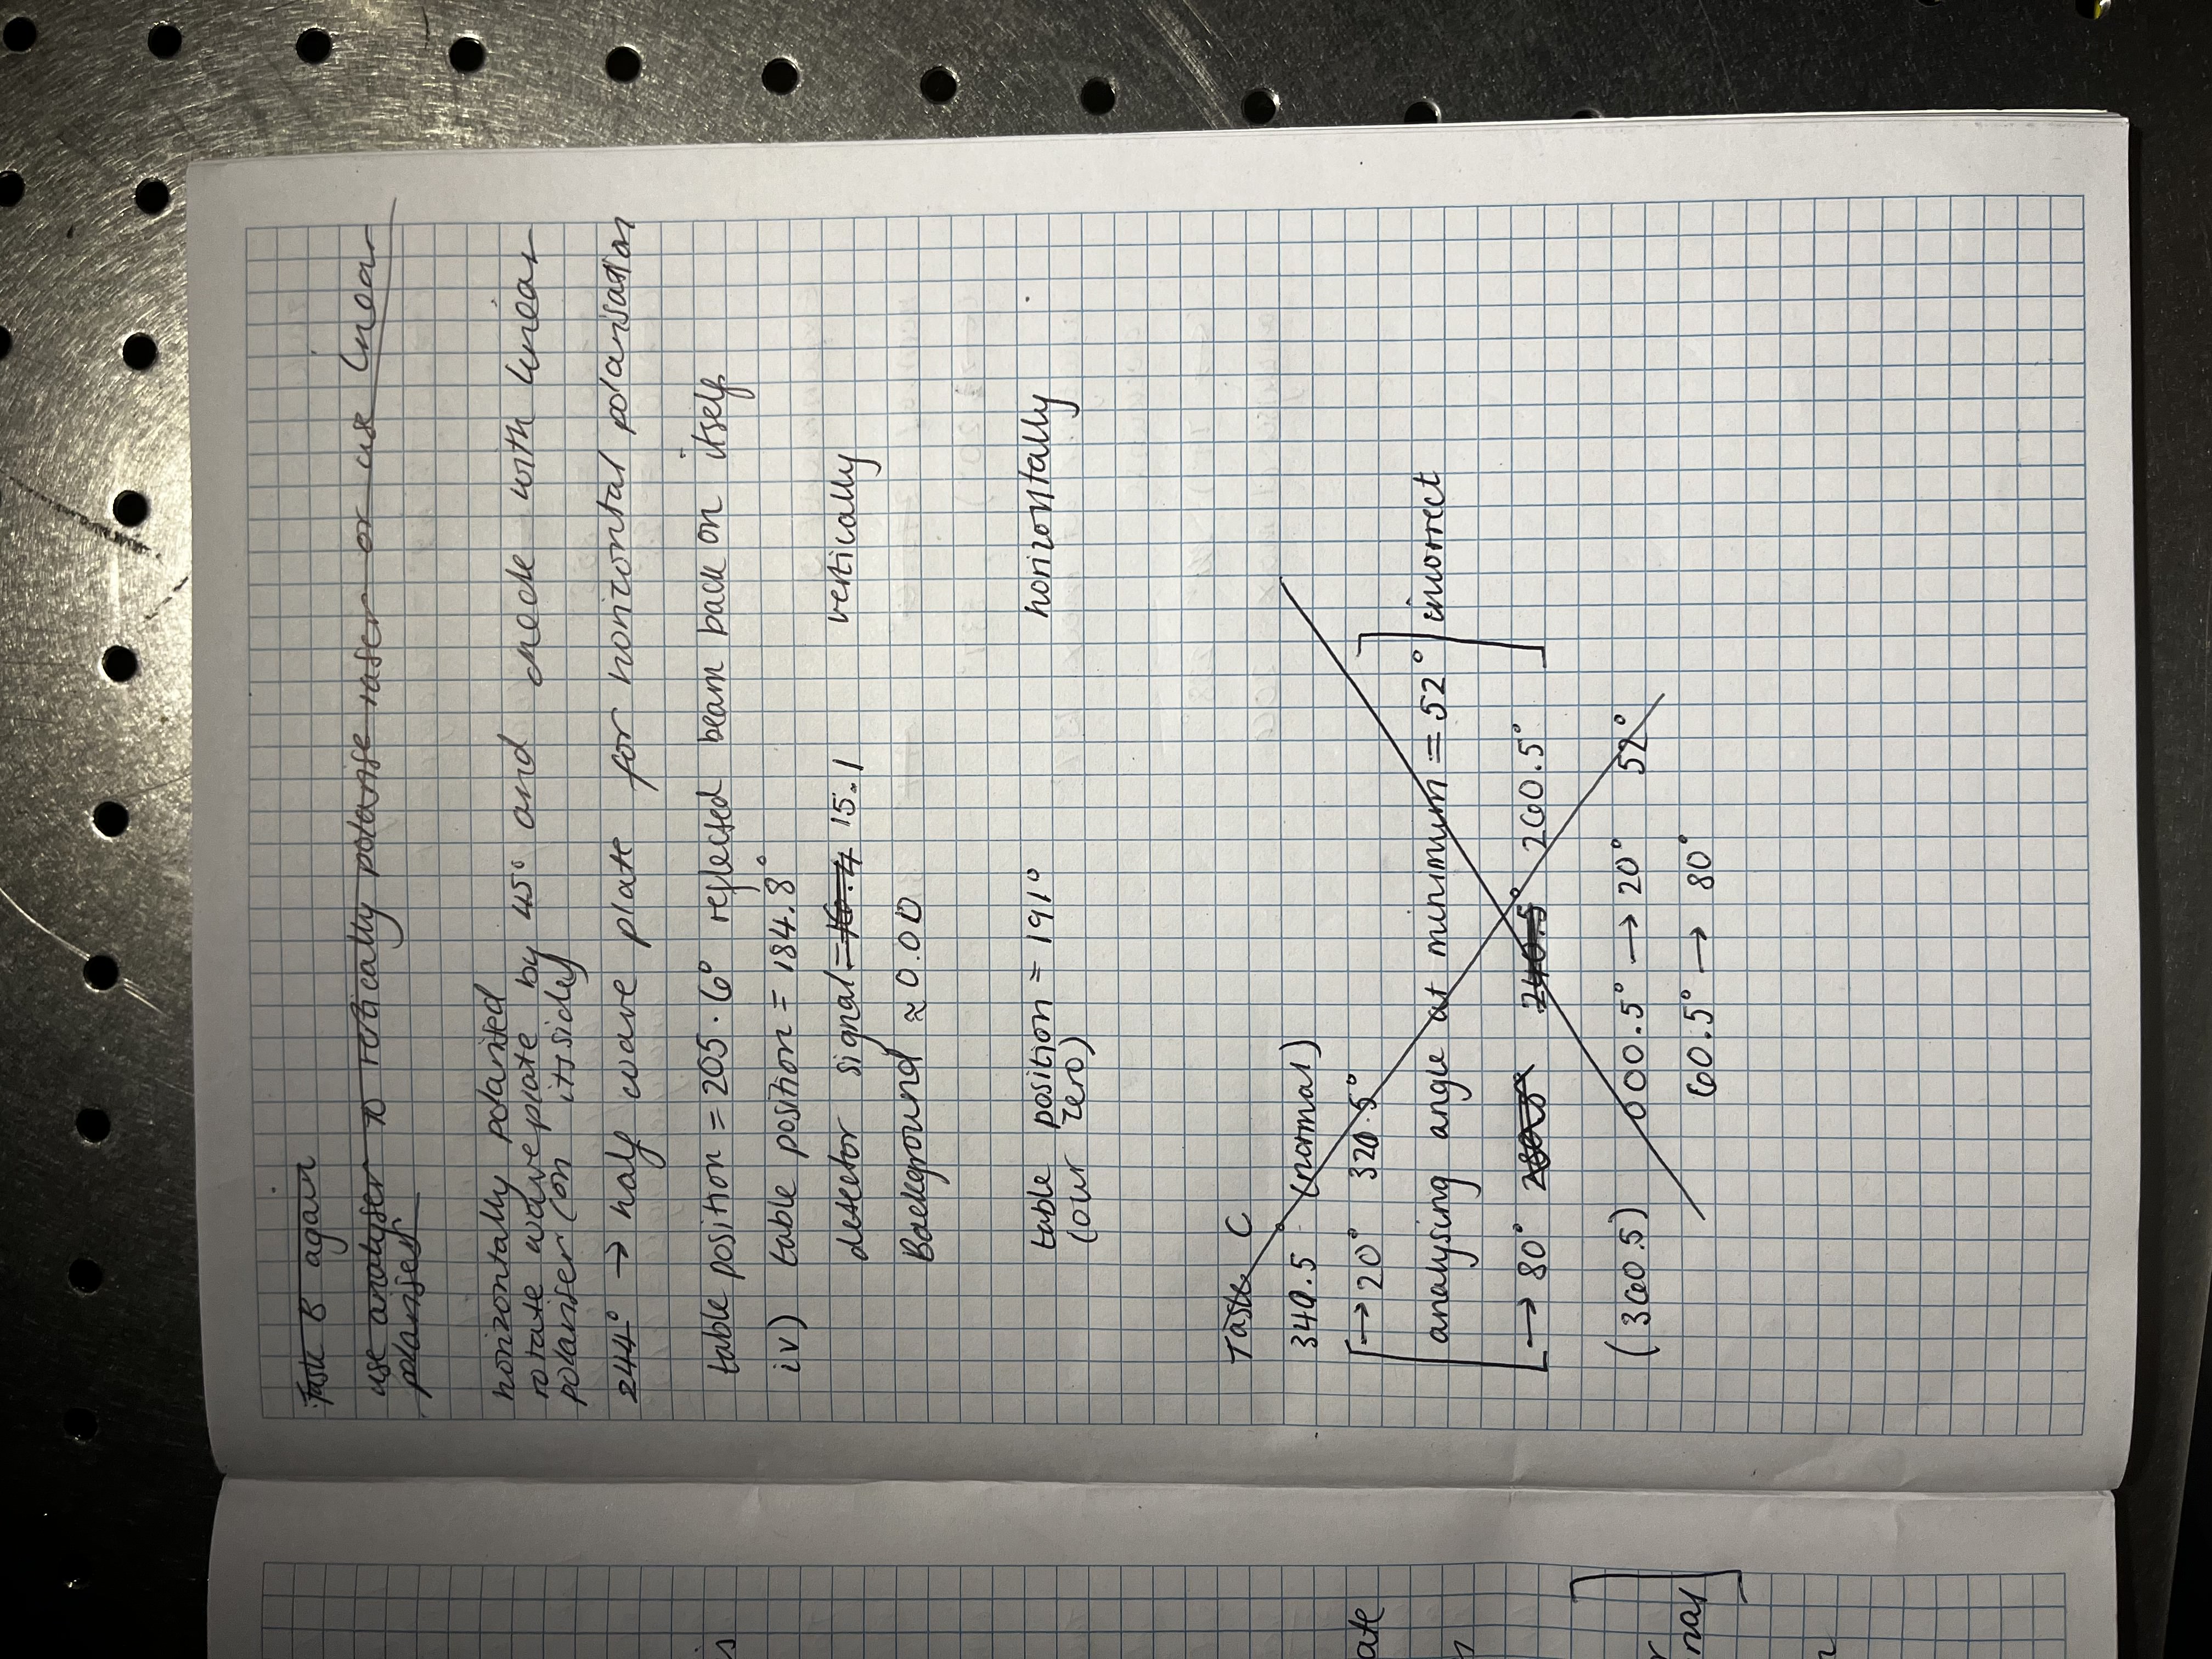 Task B again
use analyser to vertically polarise laser or use linear
polariser
horizontally polarised
rotate waveplate by 45° and check with linear
polariser (on its side)
244° → half wave plate for horizontal polarisation
table position = 205.6° reflected beam back on itself
iv) table position = 184.8°
detector signal = 16.4 15.1 vertically
Background ≈ 0.00
table position = 191° horizontally
(our zero)
Task C
340.5° (normal)
→ 20° 320.5°
analysing angle at minimum = 52° incorrect
→ 80° 280.5° 240.5° 260.5°
(360.5) 000.5° → 20° 52°
60.5° → 80°
is
ate
n
r
nal
n